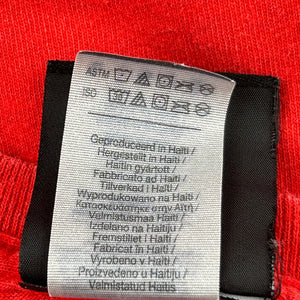 ASTM
ISO
Geproduceerd in Haïti /
Hergestellt in Haiti /
Haitin gyártott /
Fabricato ad Haiti /
Tillverkad i Haiti /
Wyprodukowano na Haiti /
Κατασκευάστηκε στην Αϊτή /
Valmistusmaa Haiti /
Izdelano na Haitiju /
Fremstillet i Haiti /
Fabricat în Haiti /
Vyrobeno v Haiti /
Proizvedeno u Haitiju /
Valmistatud Haitis